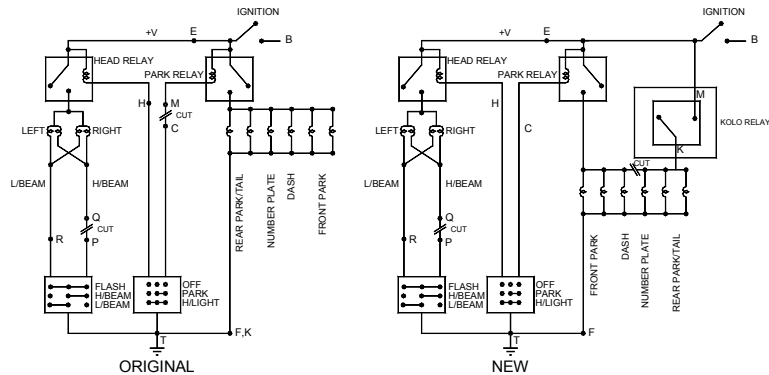 IGNITION
+V
E
B
HEAD RELAY
PARK RELAY
H
M
CUT
C
LEFT
RIGHT
L/BEAM
H/BEAM
REAR PARK/TAIL
NUMBER PLATE
DASH
FRONT PARK
Q
CUT
R
P
FLASH
H/BEAM
L/BEAM
OFF
PARK
H/LIGHT
T
F,K
ORIGINAL
IGNITION
+V
E
B
HEAD RELAY
PARK RELAY
H
C
M
KOLO RELAY
K
LEFT
RIGHT
CUT
L/BEAM
H/BEAM
FRONT PARK
DASH
NUMBER PLATE
REAR PARK/TAIL
Q
CUT
R
P
FLASH
H/BEAM
L/BEAM
OFF
PARK
H/LIGHT
T
F
NEW